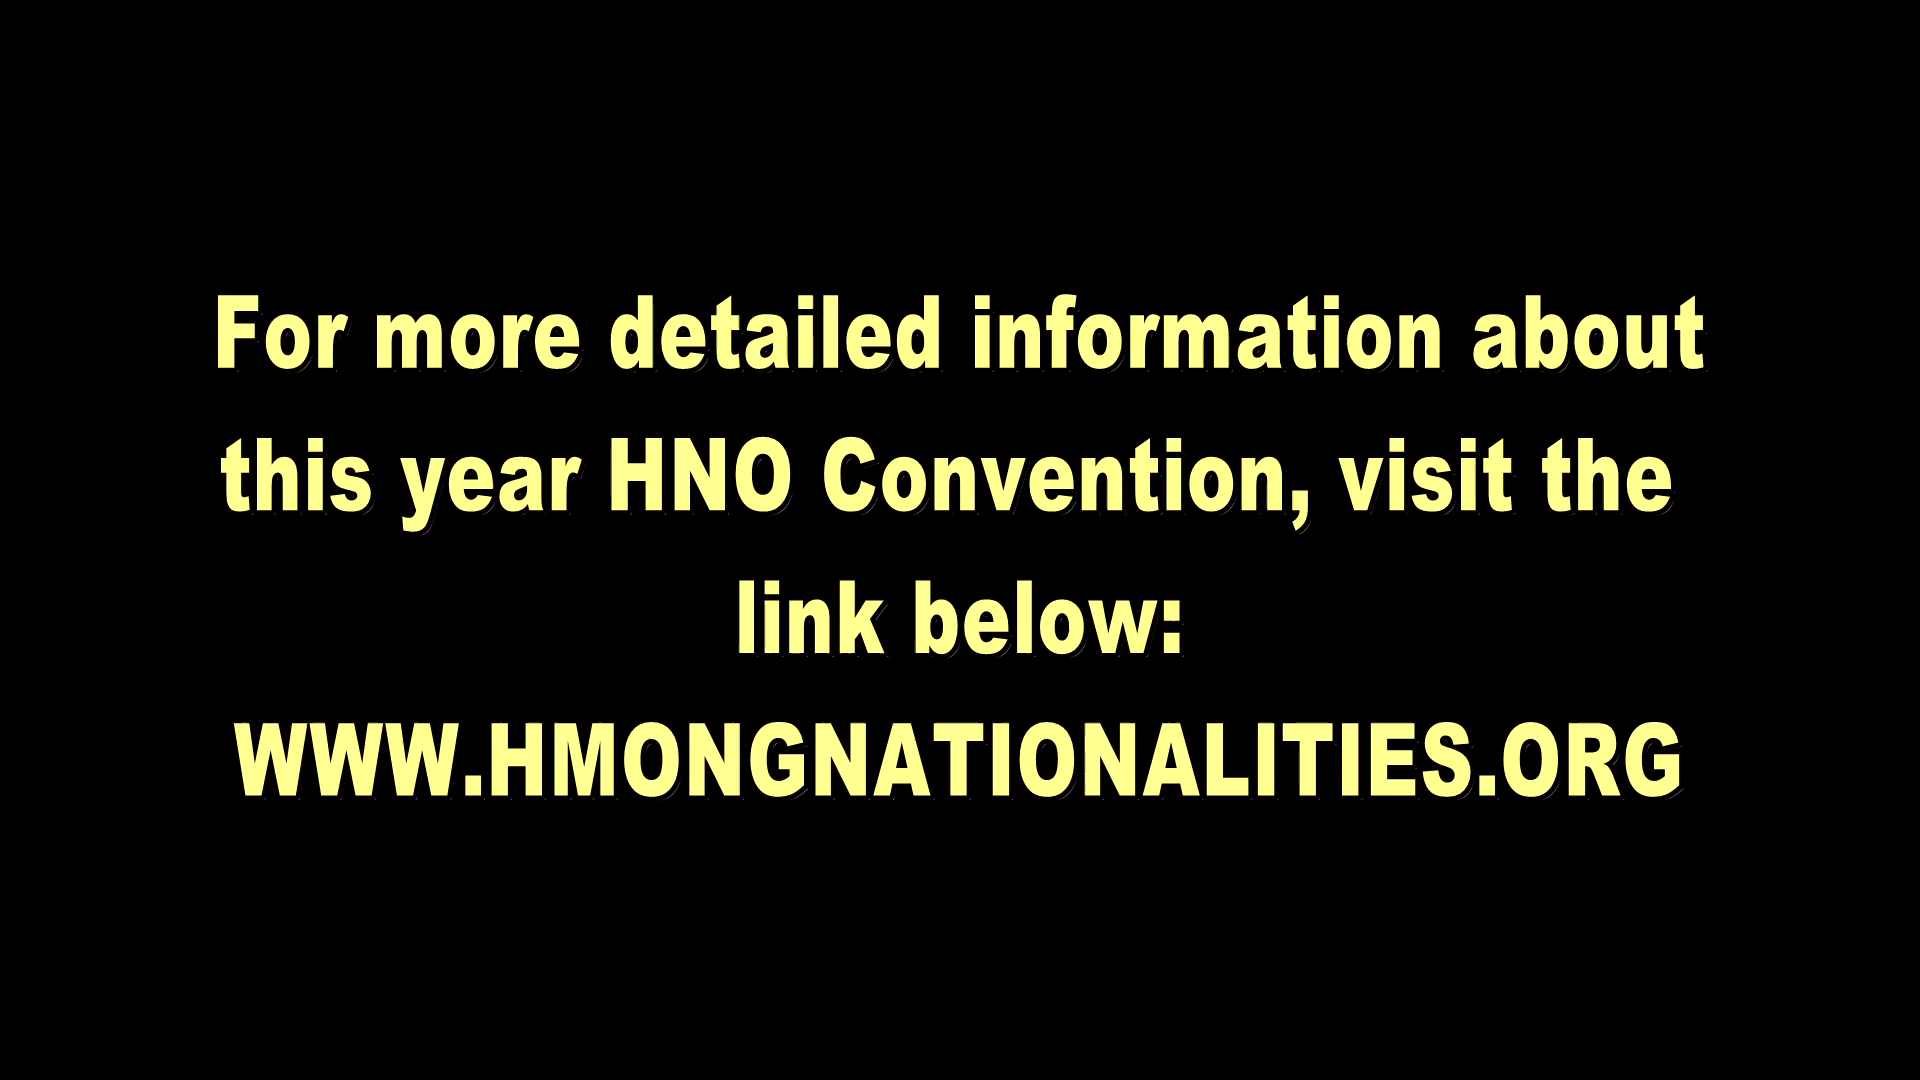 For more detailed information about
this year HNO Convention, visit the
link below:
WWW.HMONGNATIONALITIES.ORG